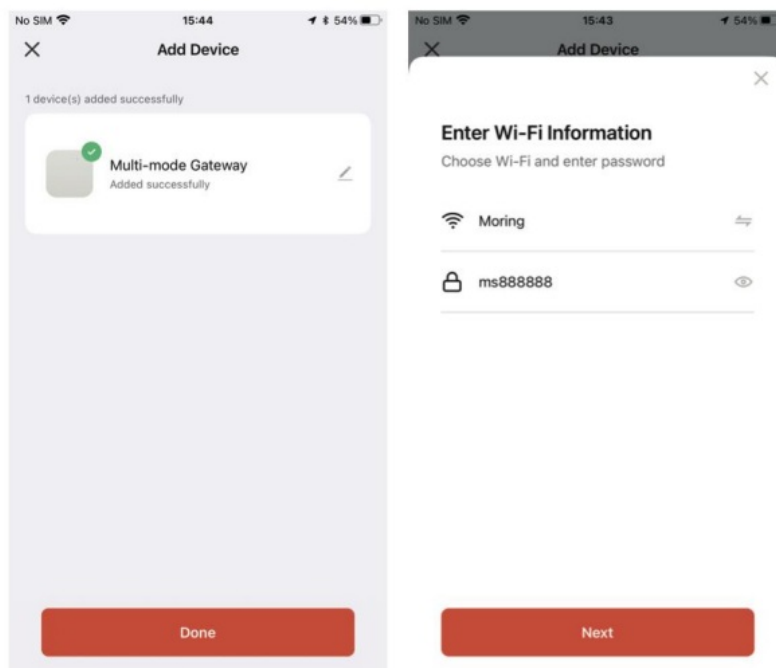 No SIM 15:44 54%
Add Device
1 device(s) added successfully
Multi-mode Gateway
Added successfully
Done
No SIM 15:43 54%
Add Device
Enter Wi-Fi Information
Choose Wi-Fi and enter password
Moring
ms888888
Next